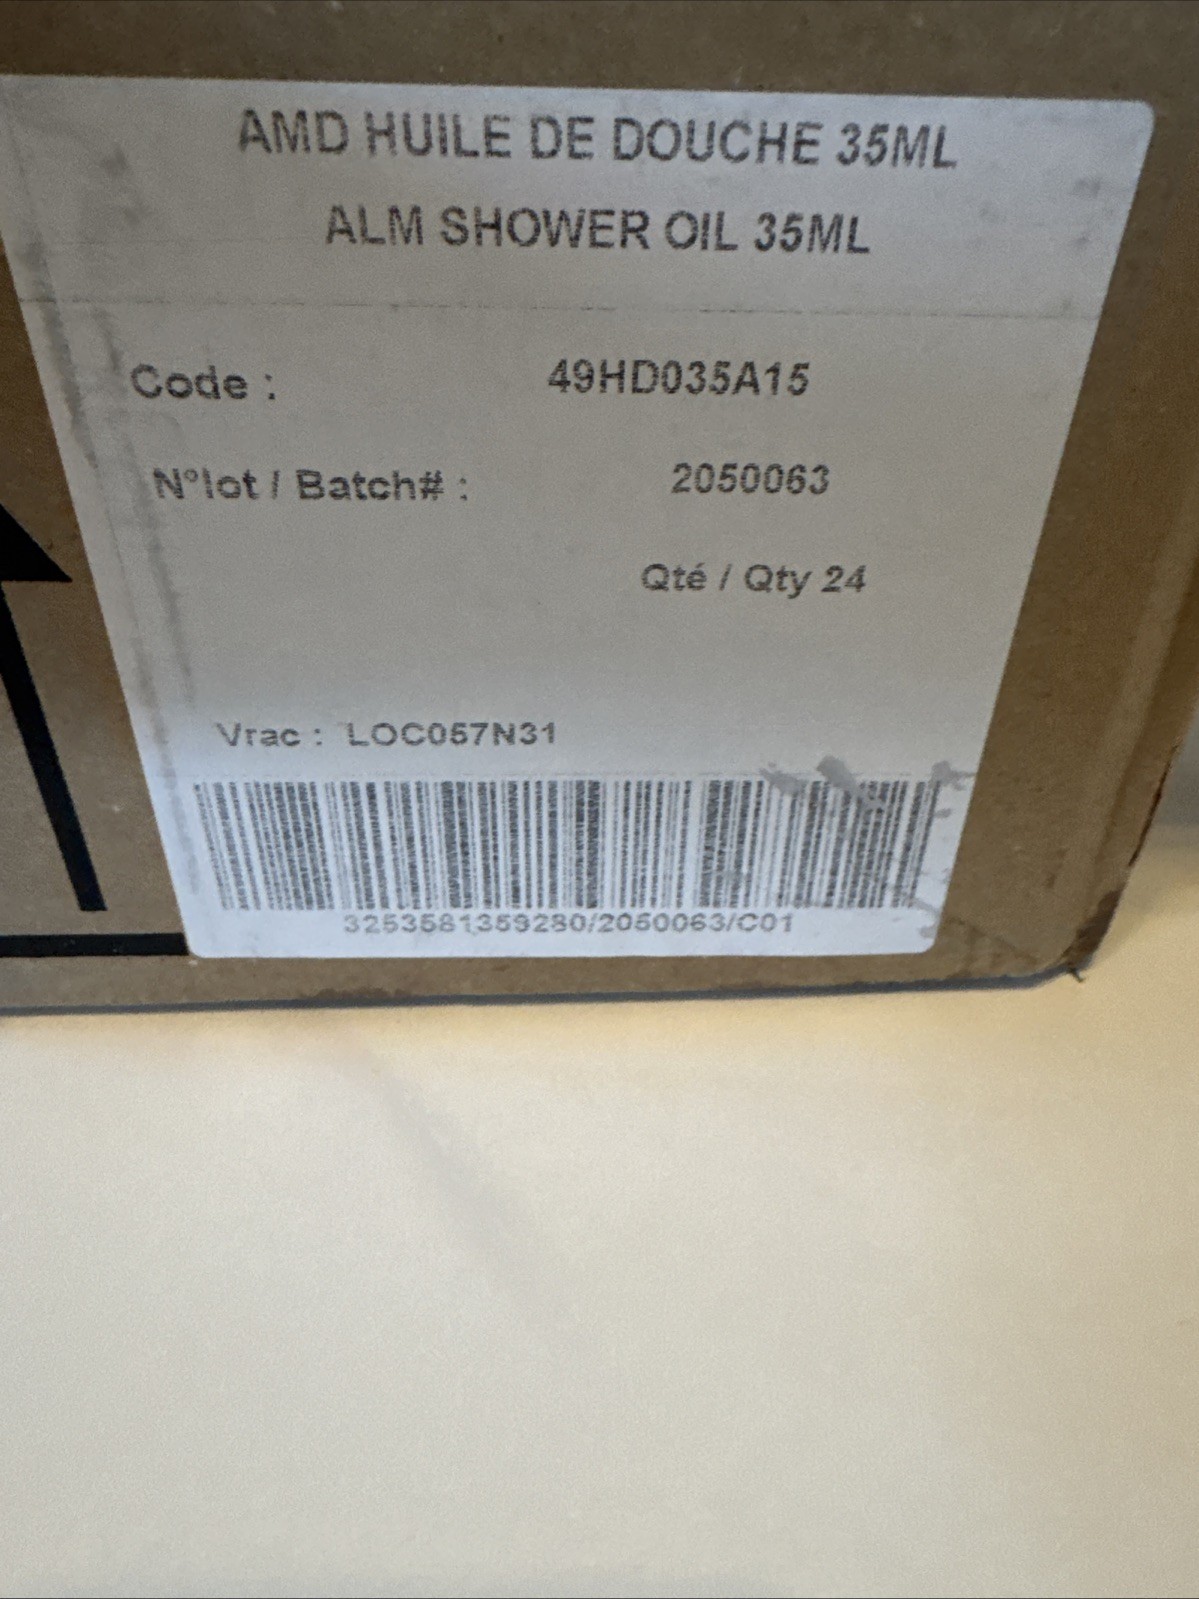 AMD HUILE DE DOUCHE 35ML
ALM SHOWER OIL 35ML
Code : 49HD035A15
N°lot / Batch# : 2050063
Qté / Qty 24
Vrac : LOC057N31
3253581359280/2050063/C01